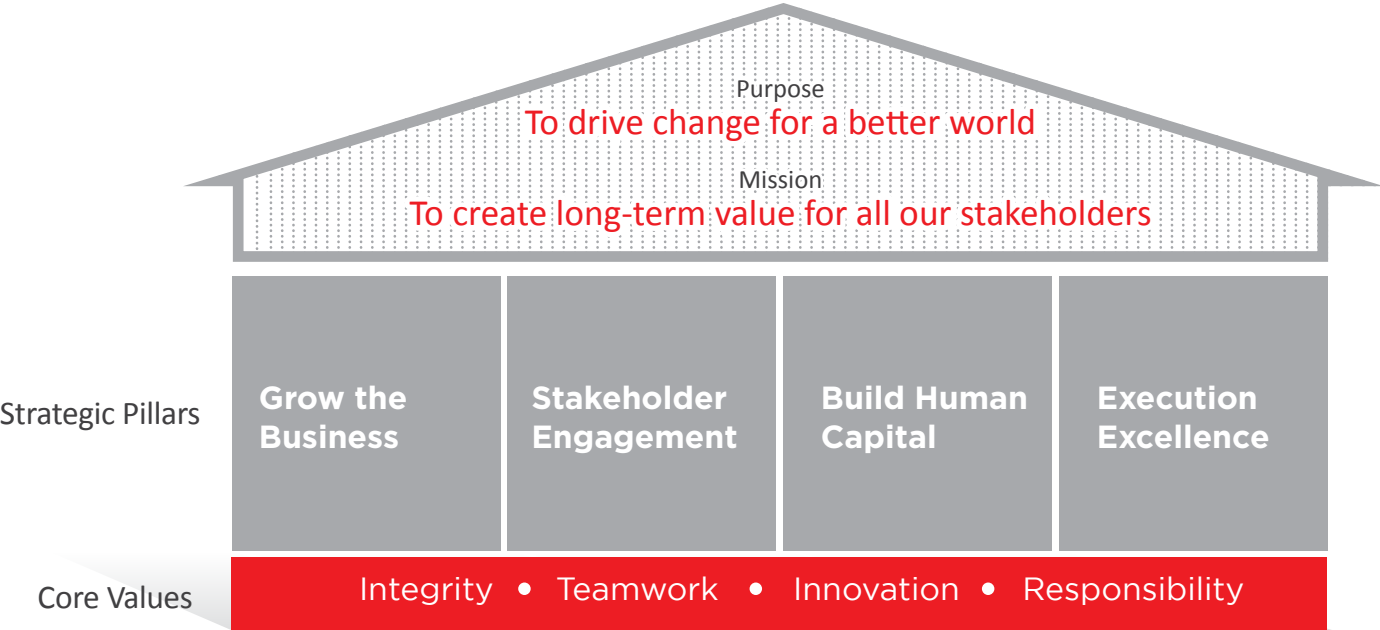 Purpose
To drive change for a better world
Mission
To create long-term value for all our stakeholders
Strategic Pillars
Grow the
Business
Stakeholder
Engagement
Build Human
Capital
Execution
Excellence
Core Values
Integrity • Teamwork • Innovation • Responsibility